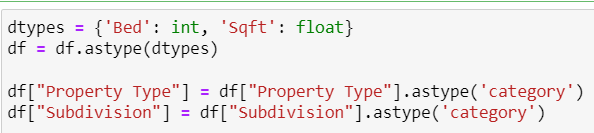 dtypes = {'Bed': int, 'Sqft': float}
df = df.astype(dtypes)
df["Property Type"] = df["Property Type"].astype('category')
df["Subdivision"] = df["Subdivision"].astype('category')